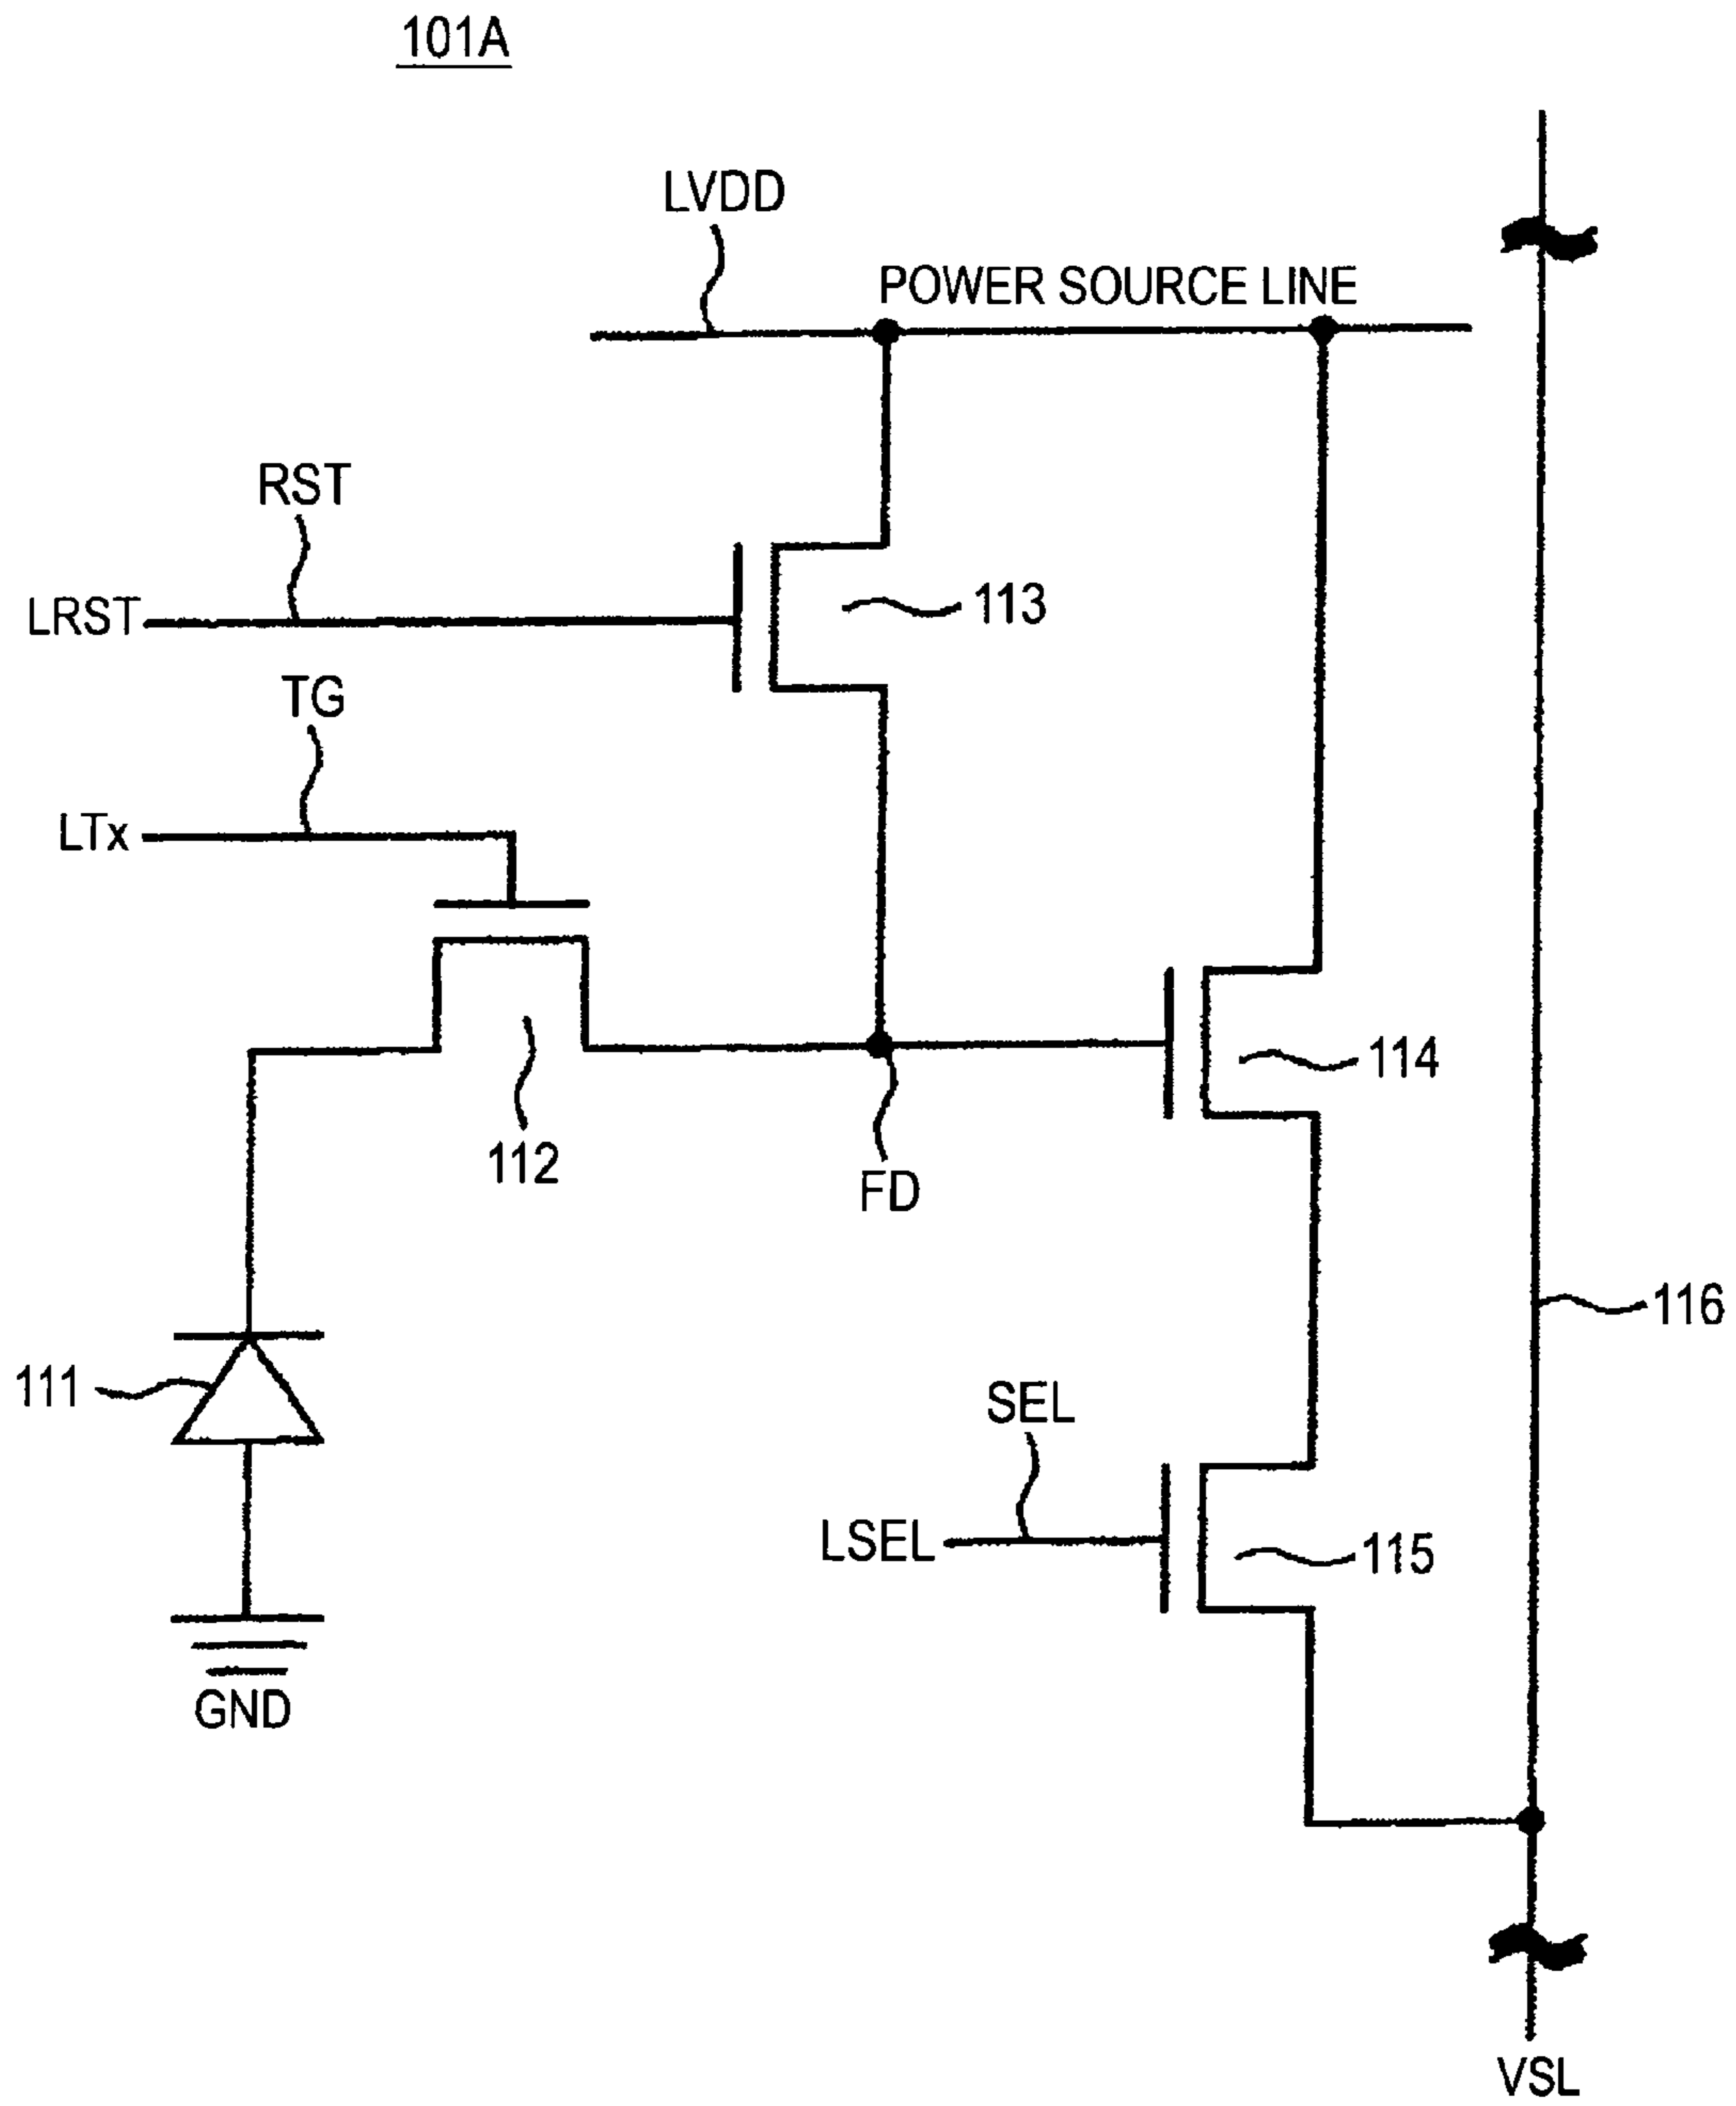 101A
LVDD
POWER SOURCE LINE
RST
113
LRST
TG
LTx
114
112
FD
116
111
SEL
LSEL
115
GND
VSL